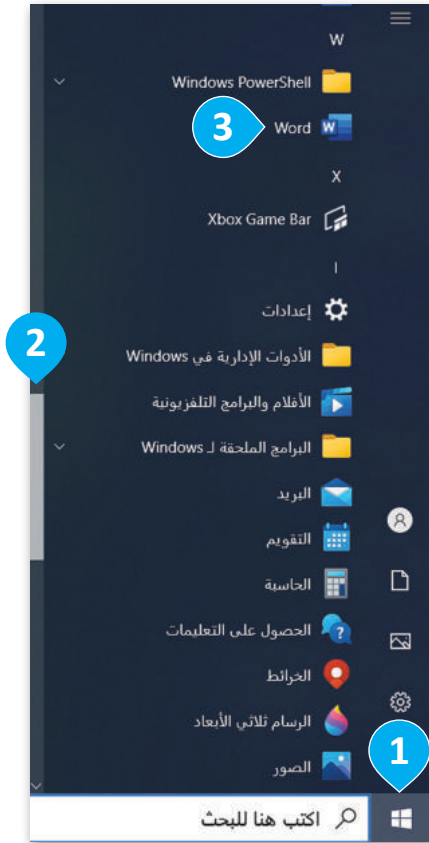 W
Windows PowerShell
3
Word
X
Xbox Game Bar
ا
إعدادات
2
الأدوات الإدارية في Windows
الأفلام والبرامج التلفزيونية
البرامج الملحقة لـ Windows
البريد
التقويم
الحاسبة
الحصول على التعليمات
الخرائط
الرسام ثلاثي الأبعاد
1
الصور
اكتب هنا للبحث